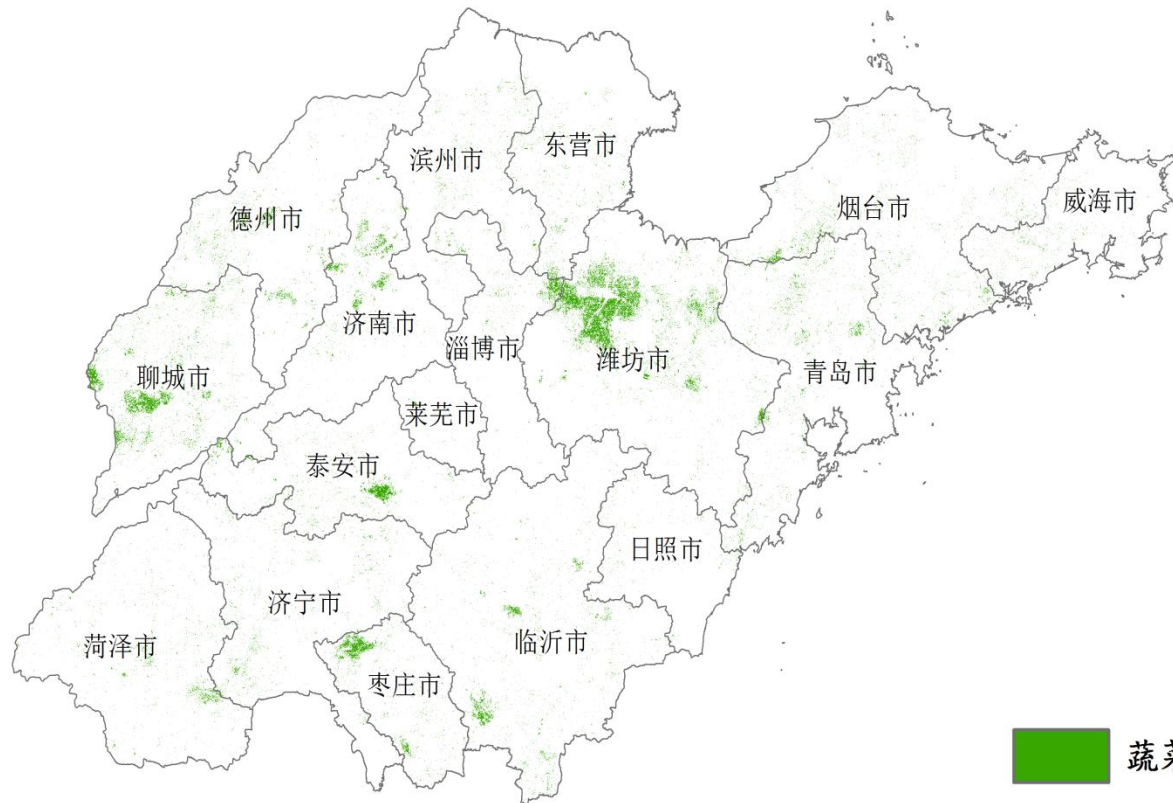 滨州市
东营市
德州市
烟台市
威海市
济南市
淄博市
潍坊市
青岛市
聊城市
莱芜市
泰安市
日照市
济宁市
临沂市
菏泽市
枣庄市
蔬菜